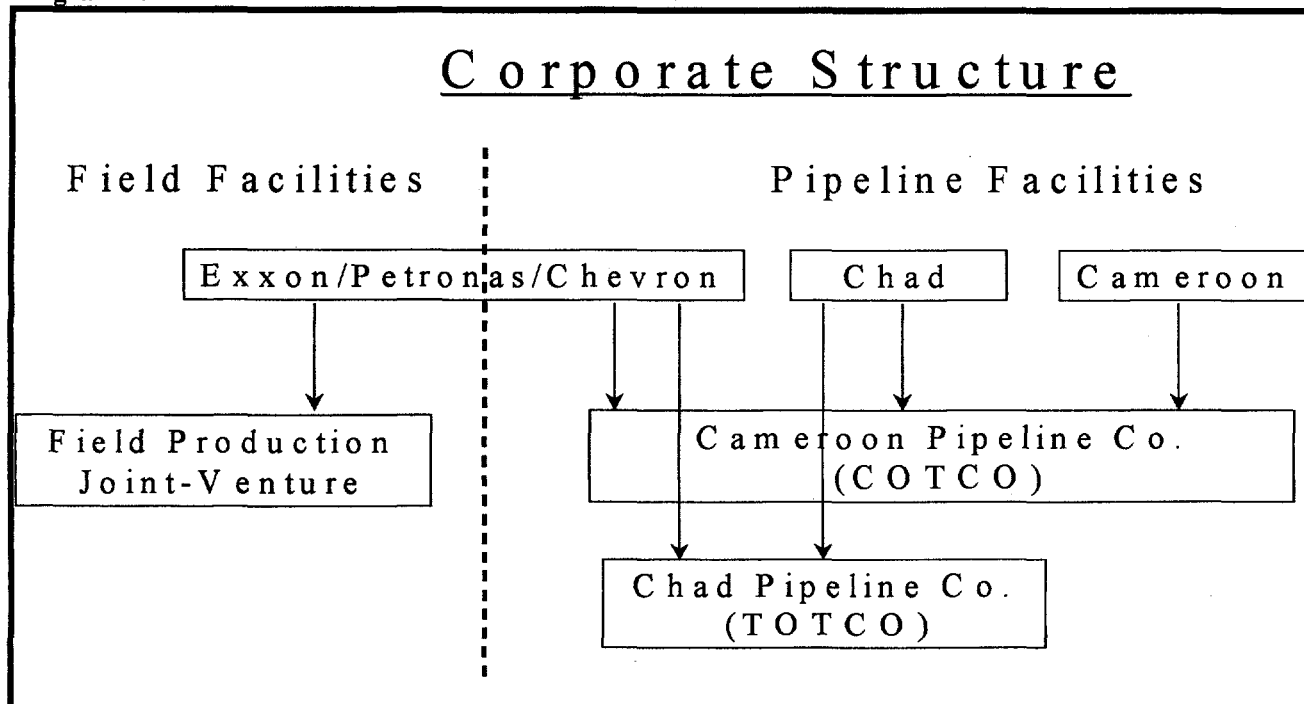 Corporate Structure
Field Facilities
Pipeline Facilities
Exxon/Petronas/Chevron
Chad
Cameroon
Field Production
Joint-Venture
Cameroon Pipeline Co.
(COTCO)
Chad Pipeline Co.
(TOTCO)